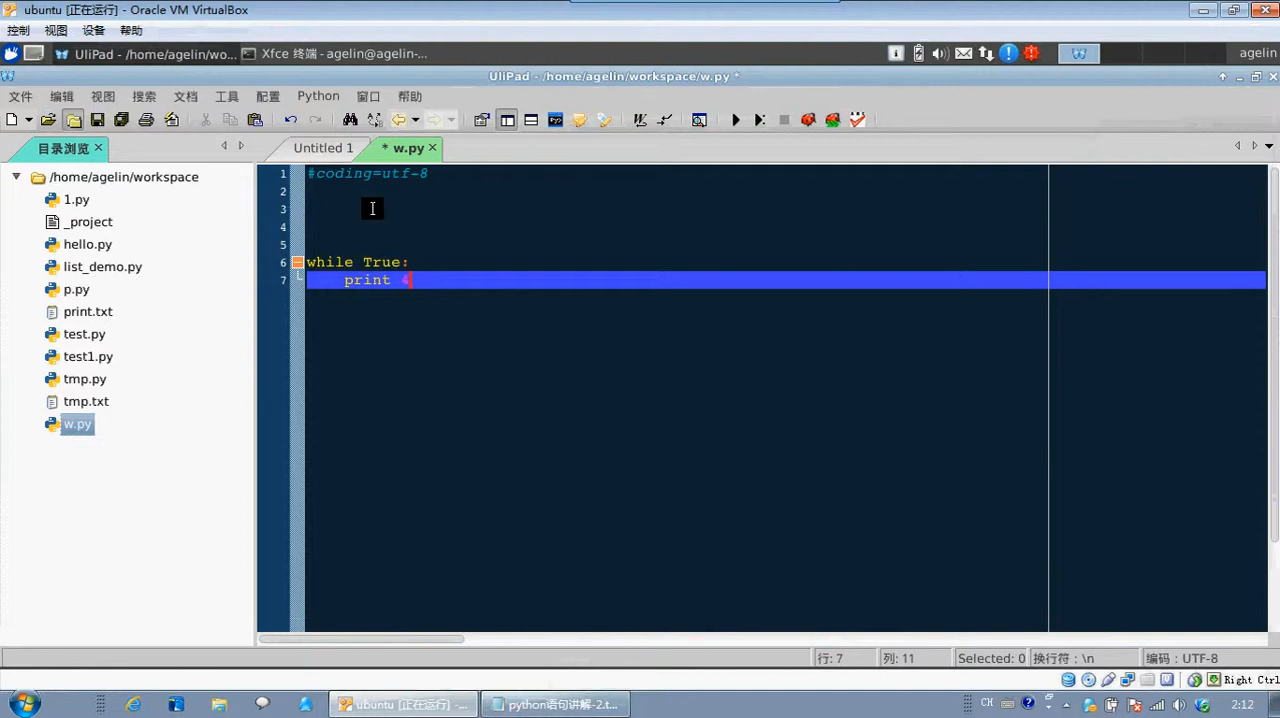 ubuntu [正在运行] - Oracle VM VirtualBox
控制 视图 设备 帮助
UliPad - /home/agelin/wo... Xfce 终端 - agelin@agelin-... agelin
UliPad - /home/agelin/workspace/w.py *
文件 编辑 视图 搜索 文档 工具 配置 Python 窗口 帮助
目录浏览 Untitled 1 * w.py
/home/agelin/workspace
1.py
_project
hello.py
list_demo.py
p.py
print.txt
test.py
test1.py
tmp.py
tmp.txt
w.py
1 #coding=utf-8
2
3
4
5
6 while True:
7 print 4
行: 7 列: 11 Selected: 0 换行符：\n 编码：UTF-8
Right Ctrl
ubuntu [正在运行] -... python语句讲解-2.t... CH 2:12